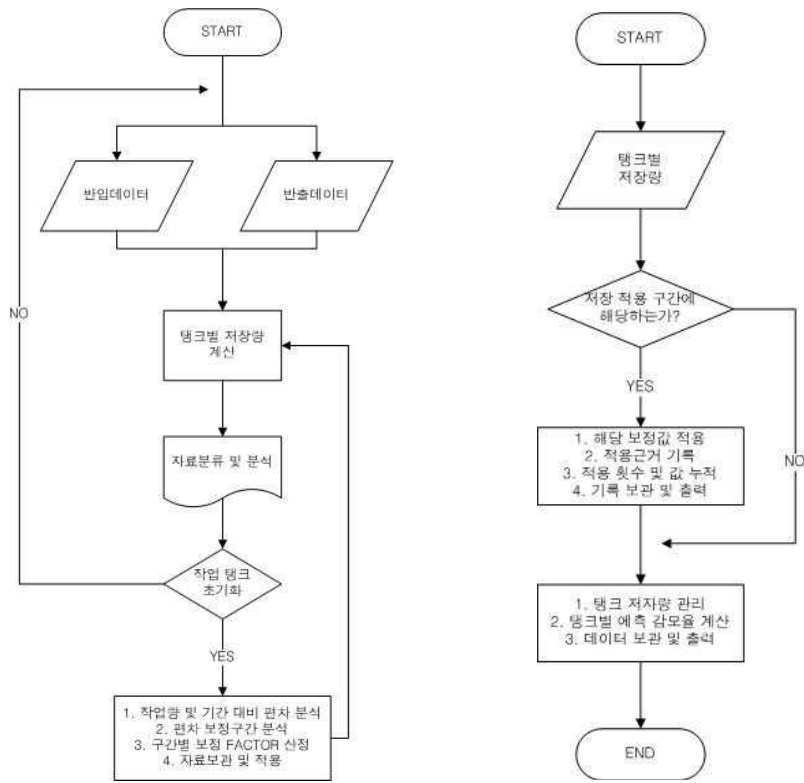 START
반입데이터
반출데이터
NO
탱크별 저장량
계산
자료분류 및 분석
작업 탱크
초기화
YES
1. 작업량 및 기간 대비 편차 분석
2. 편차 보정구간 분석
3. 구간별 보정 FACTOR 산정
4. 자료보관 및 적용
START
탱크별
저장량
저장 적용 구간에
해당하는가?
YES
1. 해당 보정값 적용
2. 적용근거 기록
3. 적용 횟수 및 값 누적
4. 기록 보관 및 출력
NO
1. 탱크 저자량 관리
2. 탱크별 예측 감모율 계산
3. 데이터 보관 및 출력
END